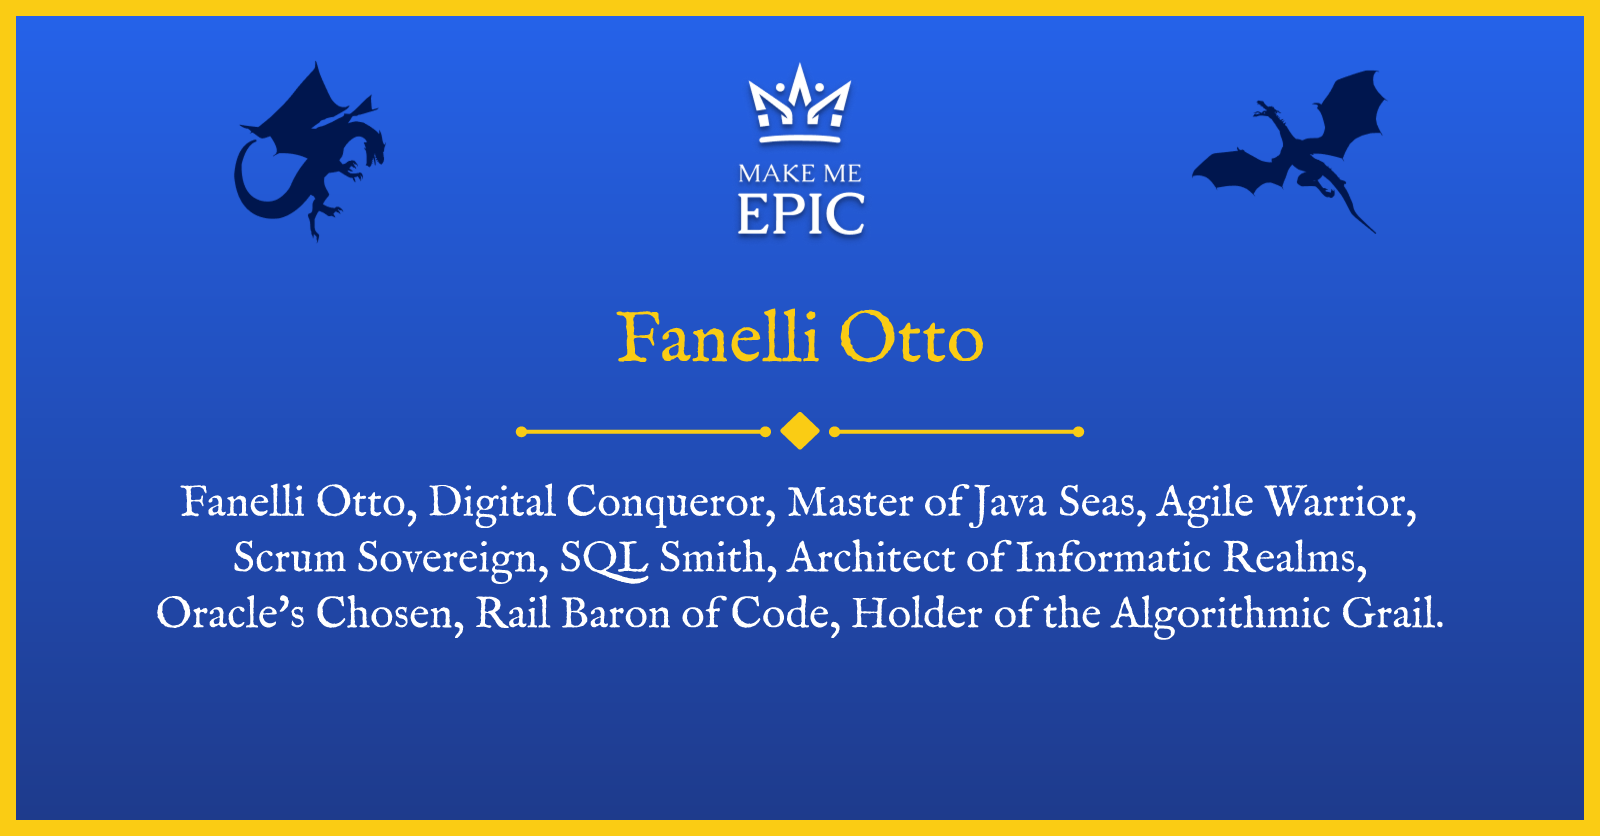 MAKE ME
EPIC
Fanelli Otto
Fanelli Otto, Digital Conqueror, Master of Java Seas, Agile Warrior,
Scrum Sovereign, SQL Smith, Architect of Informatic Realms,
Oracle’s Chosen, Rail Baron of Code, Holder of the Algorithmic Grail.